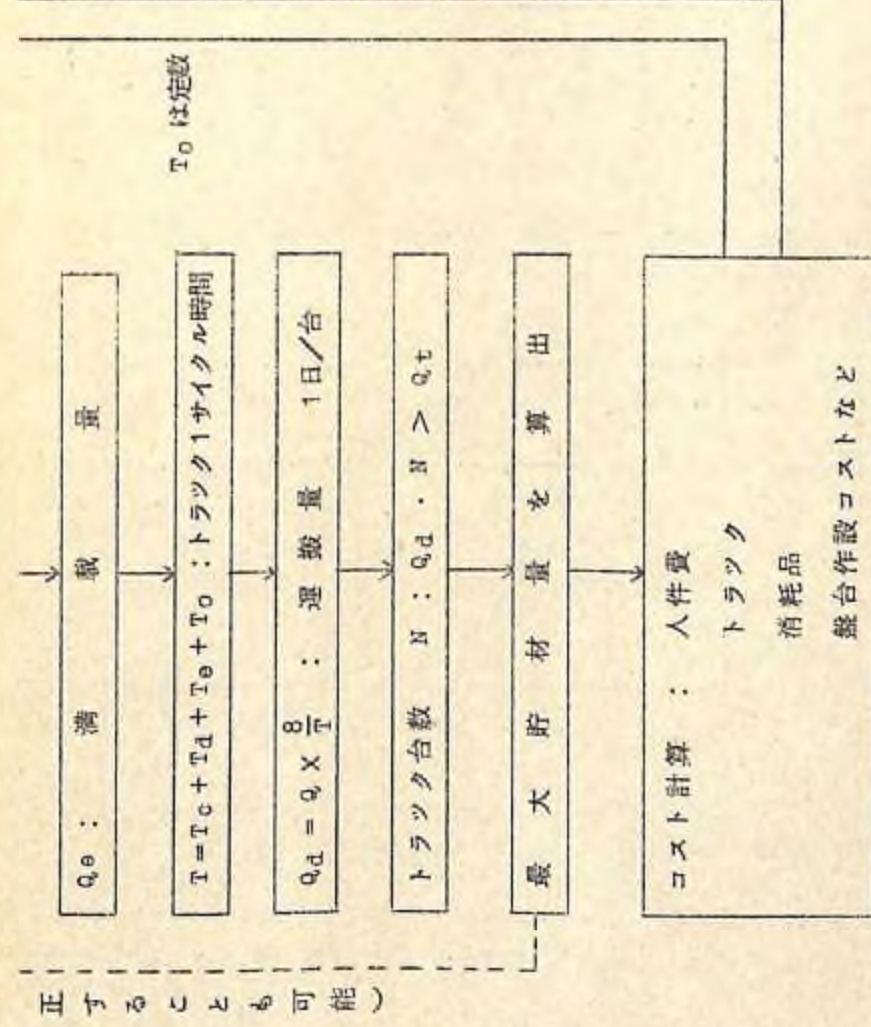 Qe : 満載量
T=Tc+Td+Te+To :トラック1サイクル時間
To は定数
Qd = Q × 8/T : 運搬量 1日/台
トラック台数 N : Qd・N > Qt
最大貯材量を算出
コスト計算 : 人件費
トラック
消耗品
盤台作設コストなど
正することも可能)